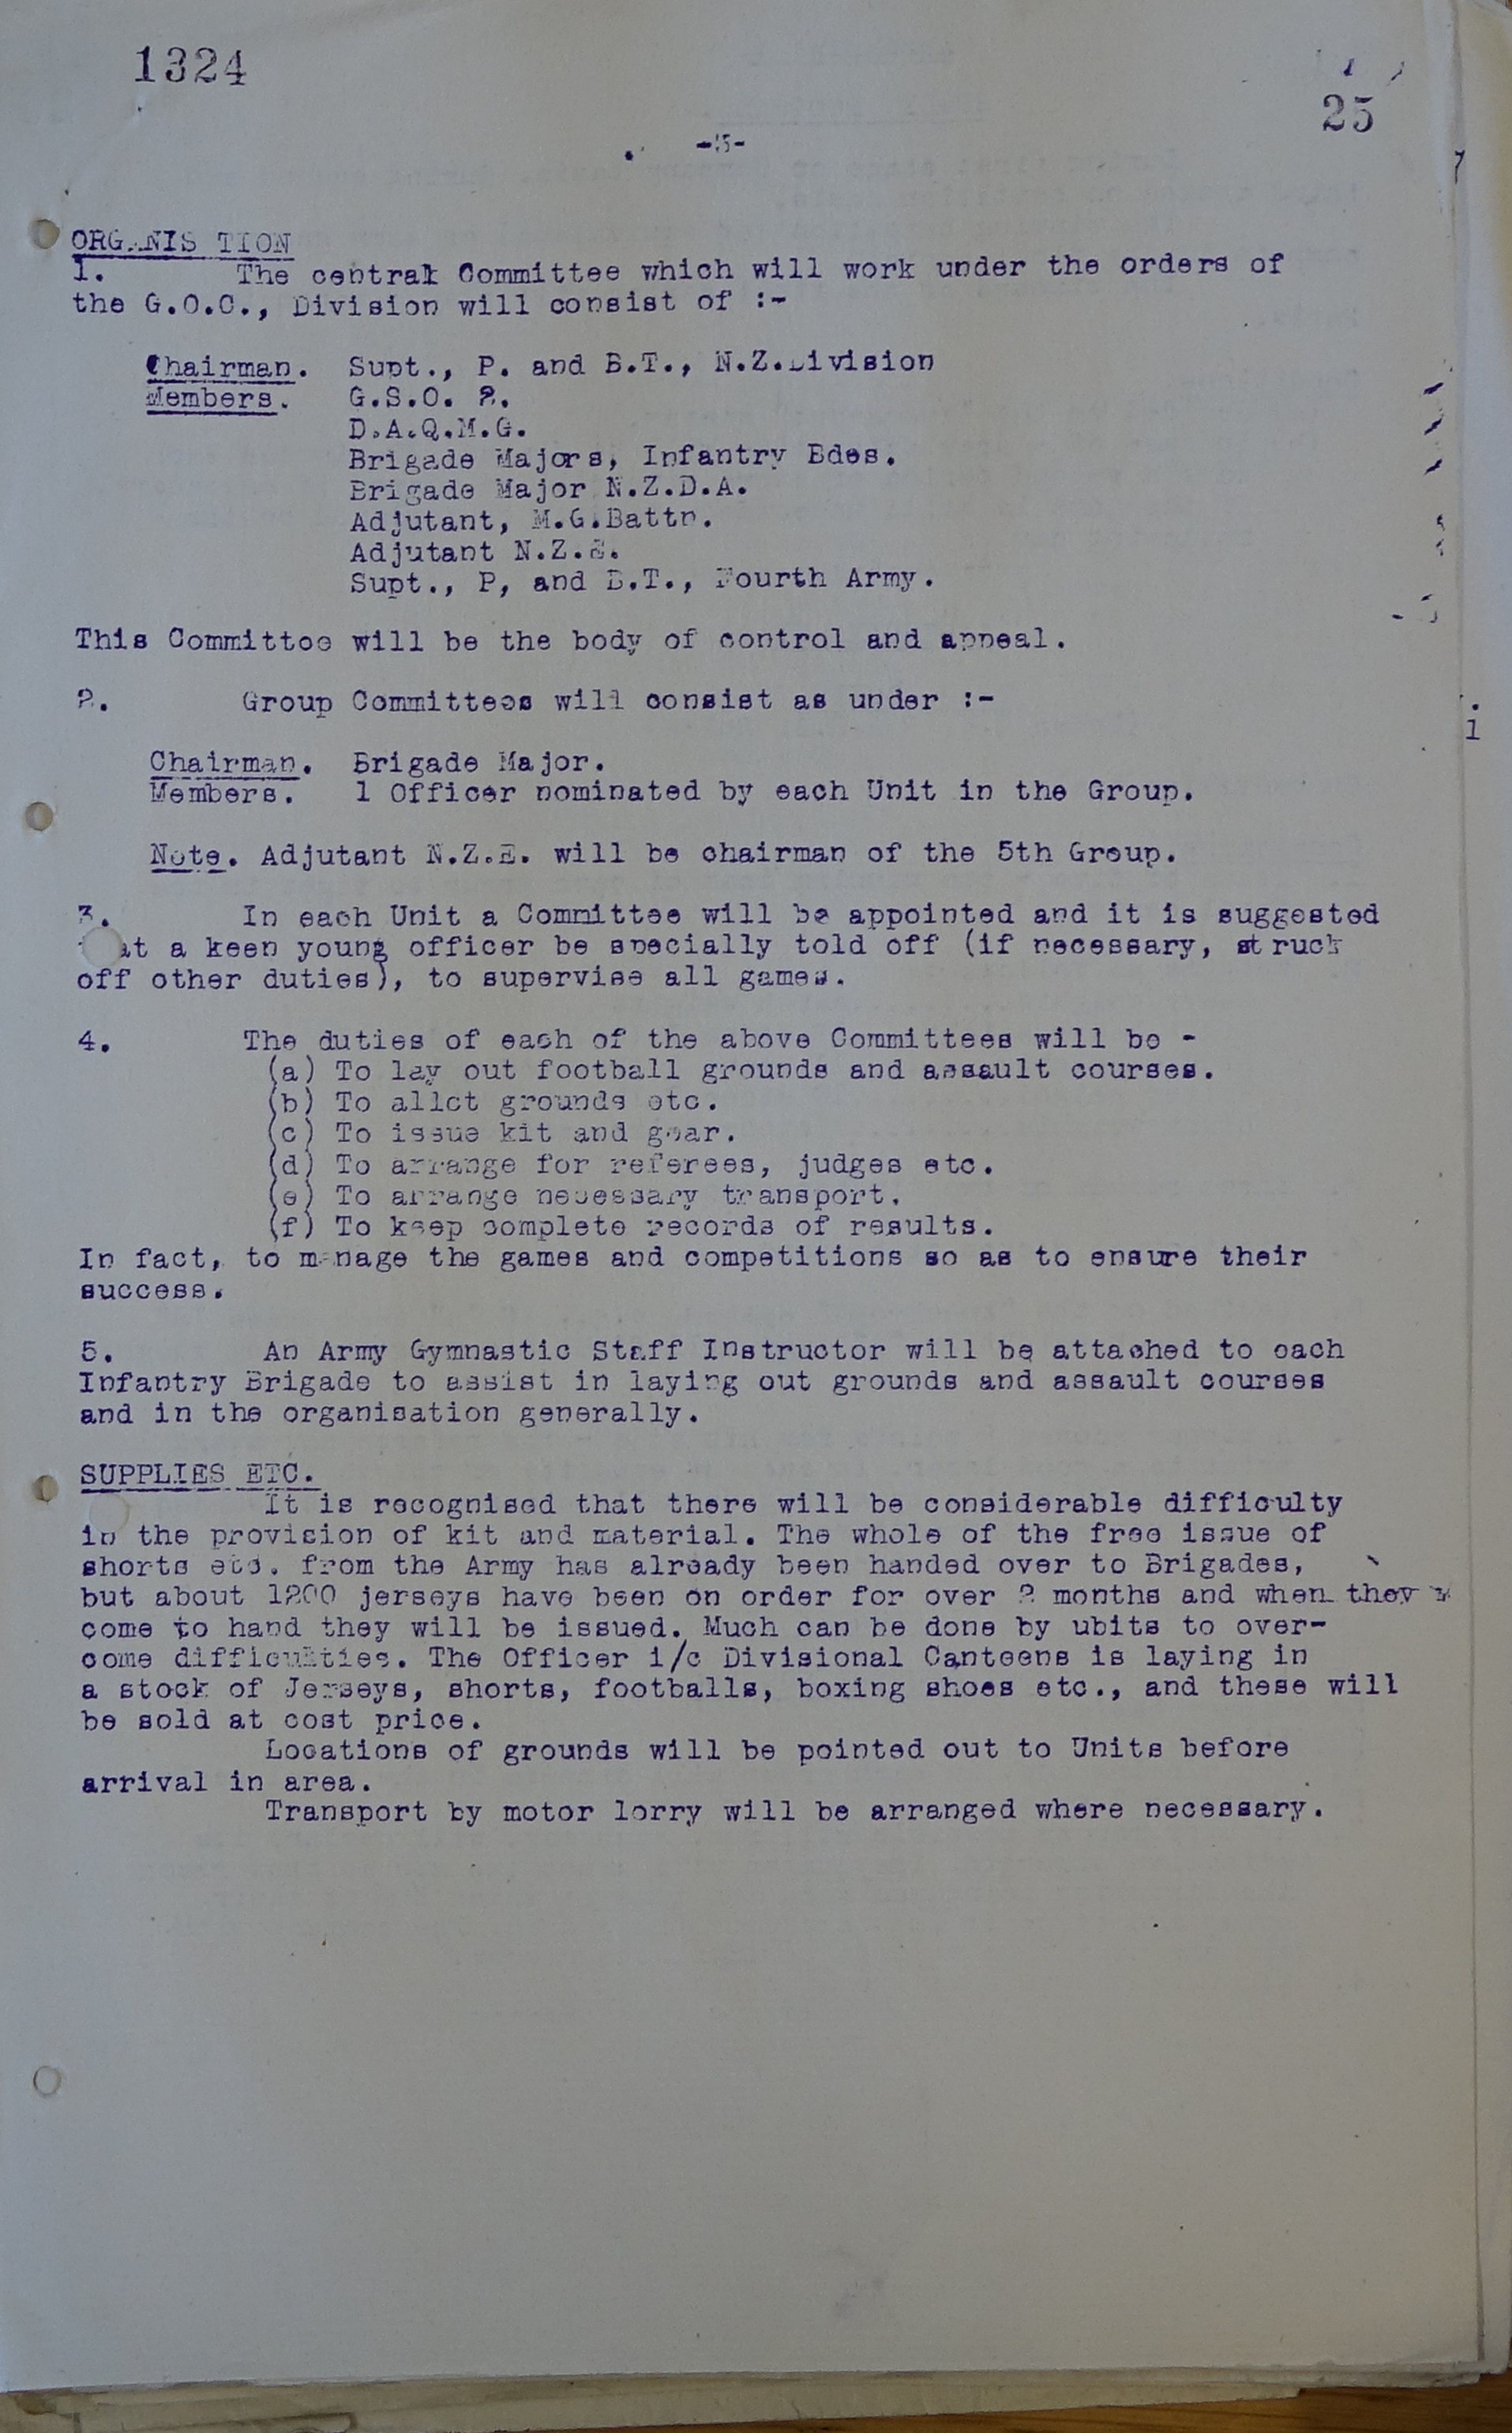 1324
25
-5-
ORGANIS TION
1. The central Committee which will work under the orders of
the G.O.C., Division will consist of :-
Chairman. Supt., P. and B.T., N.Z.Division
Members. G.S.O. 2.
D.A.Q.M.G.
Brigade Majors, Infantry Bdes.
Brigade Major N.Z.D.A.
Adjutant, M.G.Battn.
Adjutant N.Z.E.
Supt., P, and B.T., Fourth Army.
This Committee will be the body of control and appeal.
2. Group Committees will consist as under :-
Chairman. Brigade Major.
Members. 1 Officer nominated by each Unit in the Group.
Note. Adjutant N.Z.E. will be chairman of the 5th Group.
3. In each Unit a Committee will be appointed and it is suggested
at a keen young officer be specially told off (if necessary, struck
off other duties), to supervise all games.
4. The duties of each of the above Committees will be -
(a) To lay out football grounds and assault courses.
(b) To allot grounds etc.
(c) To issue kit and gear.
(d) To arrange for referees, judges etc.
(e) To arrange necessary transport.
(f) To keep complete records of results.
In fact, to manage the games and competitions so as to ensure their
success.
5. An Army Gymnastic Staff Instructor will be attached to each
Infantry Brigade to assist in laying out grounds and assault courses
and in the organisation generally.
SUPPLIES ETC.
It is recognised that there will be considerable difficulty
in the provision of kit and material. The whole of the free issue of
shorts etc. from the Army has already been handed over to Brigades,
but about 1200 jerseys have been on order for over 2 months and when they
come to hand they will be issued. Much can be done by ubits to over-
come difficulties. The Officer i/c Divisional Canteens is laying in
a stock of Jerseys, shorts, footballs, boxing shoes etc., and these will
be sold at cost price.
Locations of grounds will be pointed out to Units before
arrival in area.
Transport by motor lorry will be arranged where necessary.